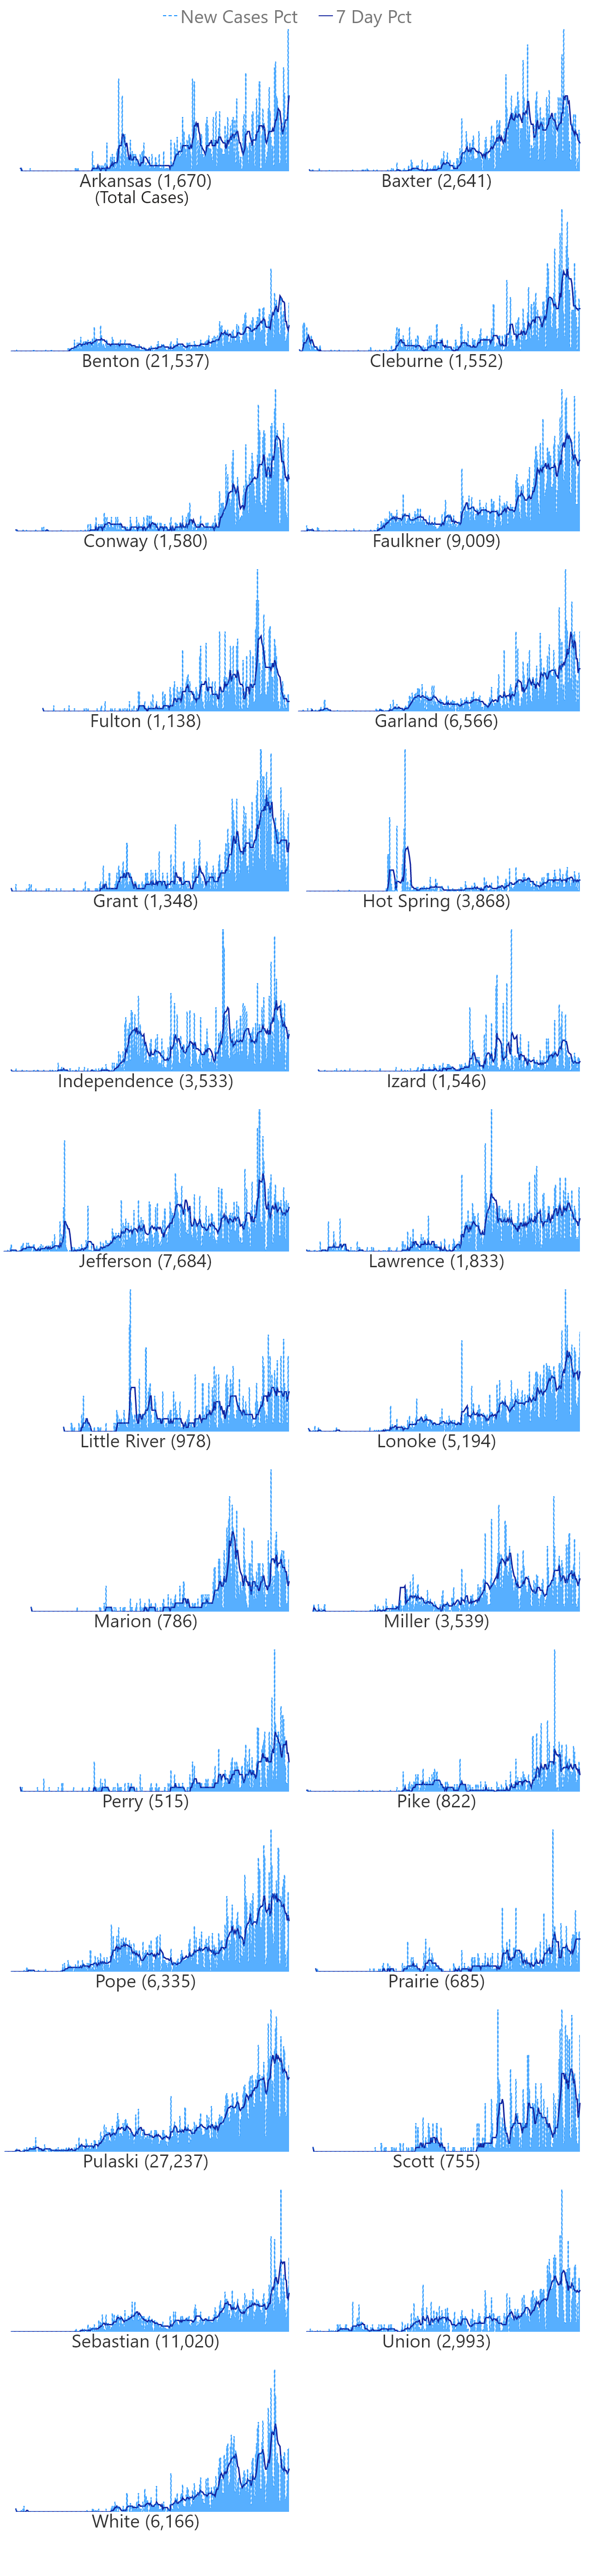 New Cases Pct 7 Day Pct
Arkansas (1,670) Baxter (2,641)
(Total Cases)
Benton (21,537) Cleburne (1,552)
Conway (1,580) Faulkner (9,009)
Fulton (1,138) Garland (6,566)
Grant (1,348) Hot Spring (3,868)
Independence (3,533) Izard (1,546)
Jefferson (7,684) Lawrence (1,833)
Little River (978) Lonoke (5,194)
Marion (786) Miller (3,539)
Perry (515) Pike (822)
Pope (6,335) Prairie (685)
Pulaski (27,237) Scott (755)
Sebastian (11,020) Union (2,993)
White (6,166)